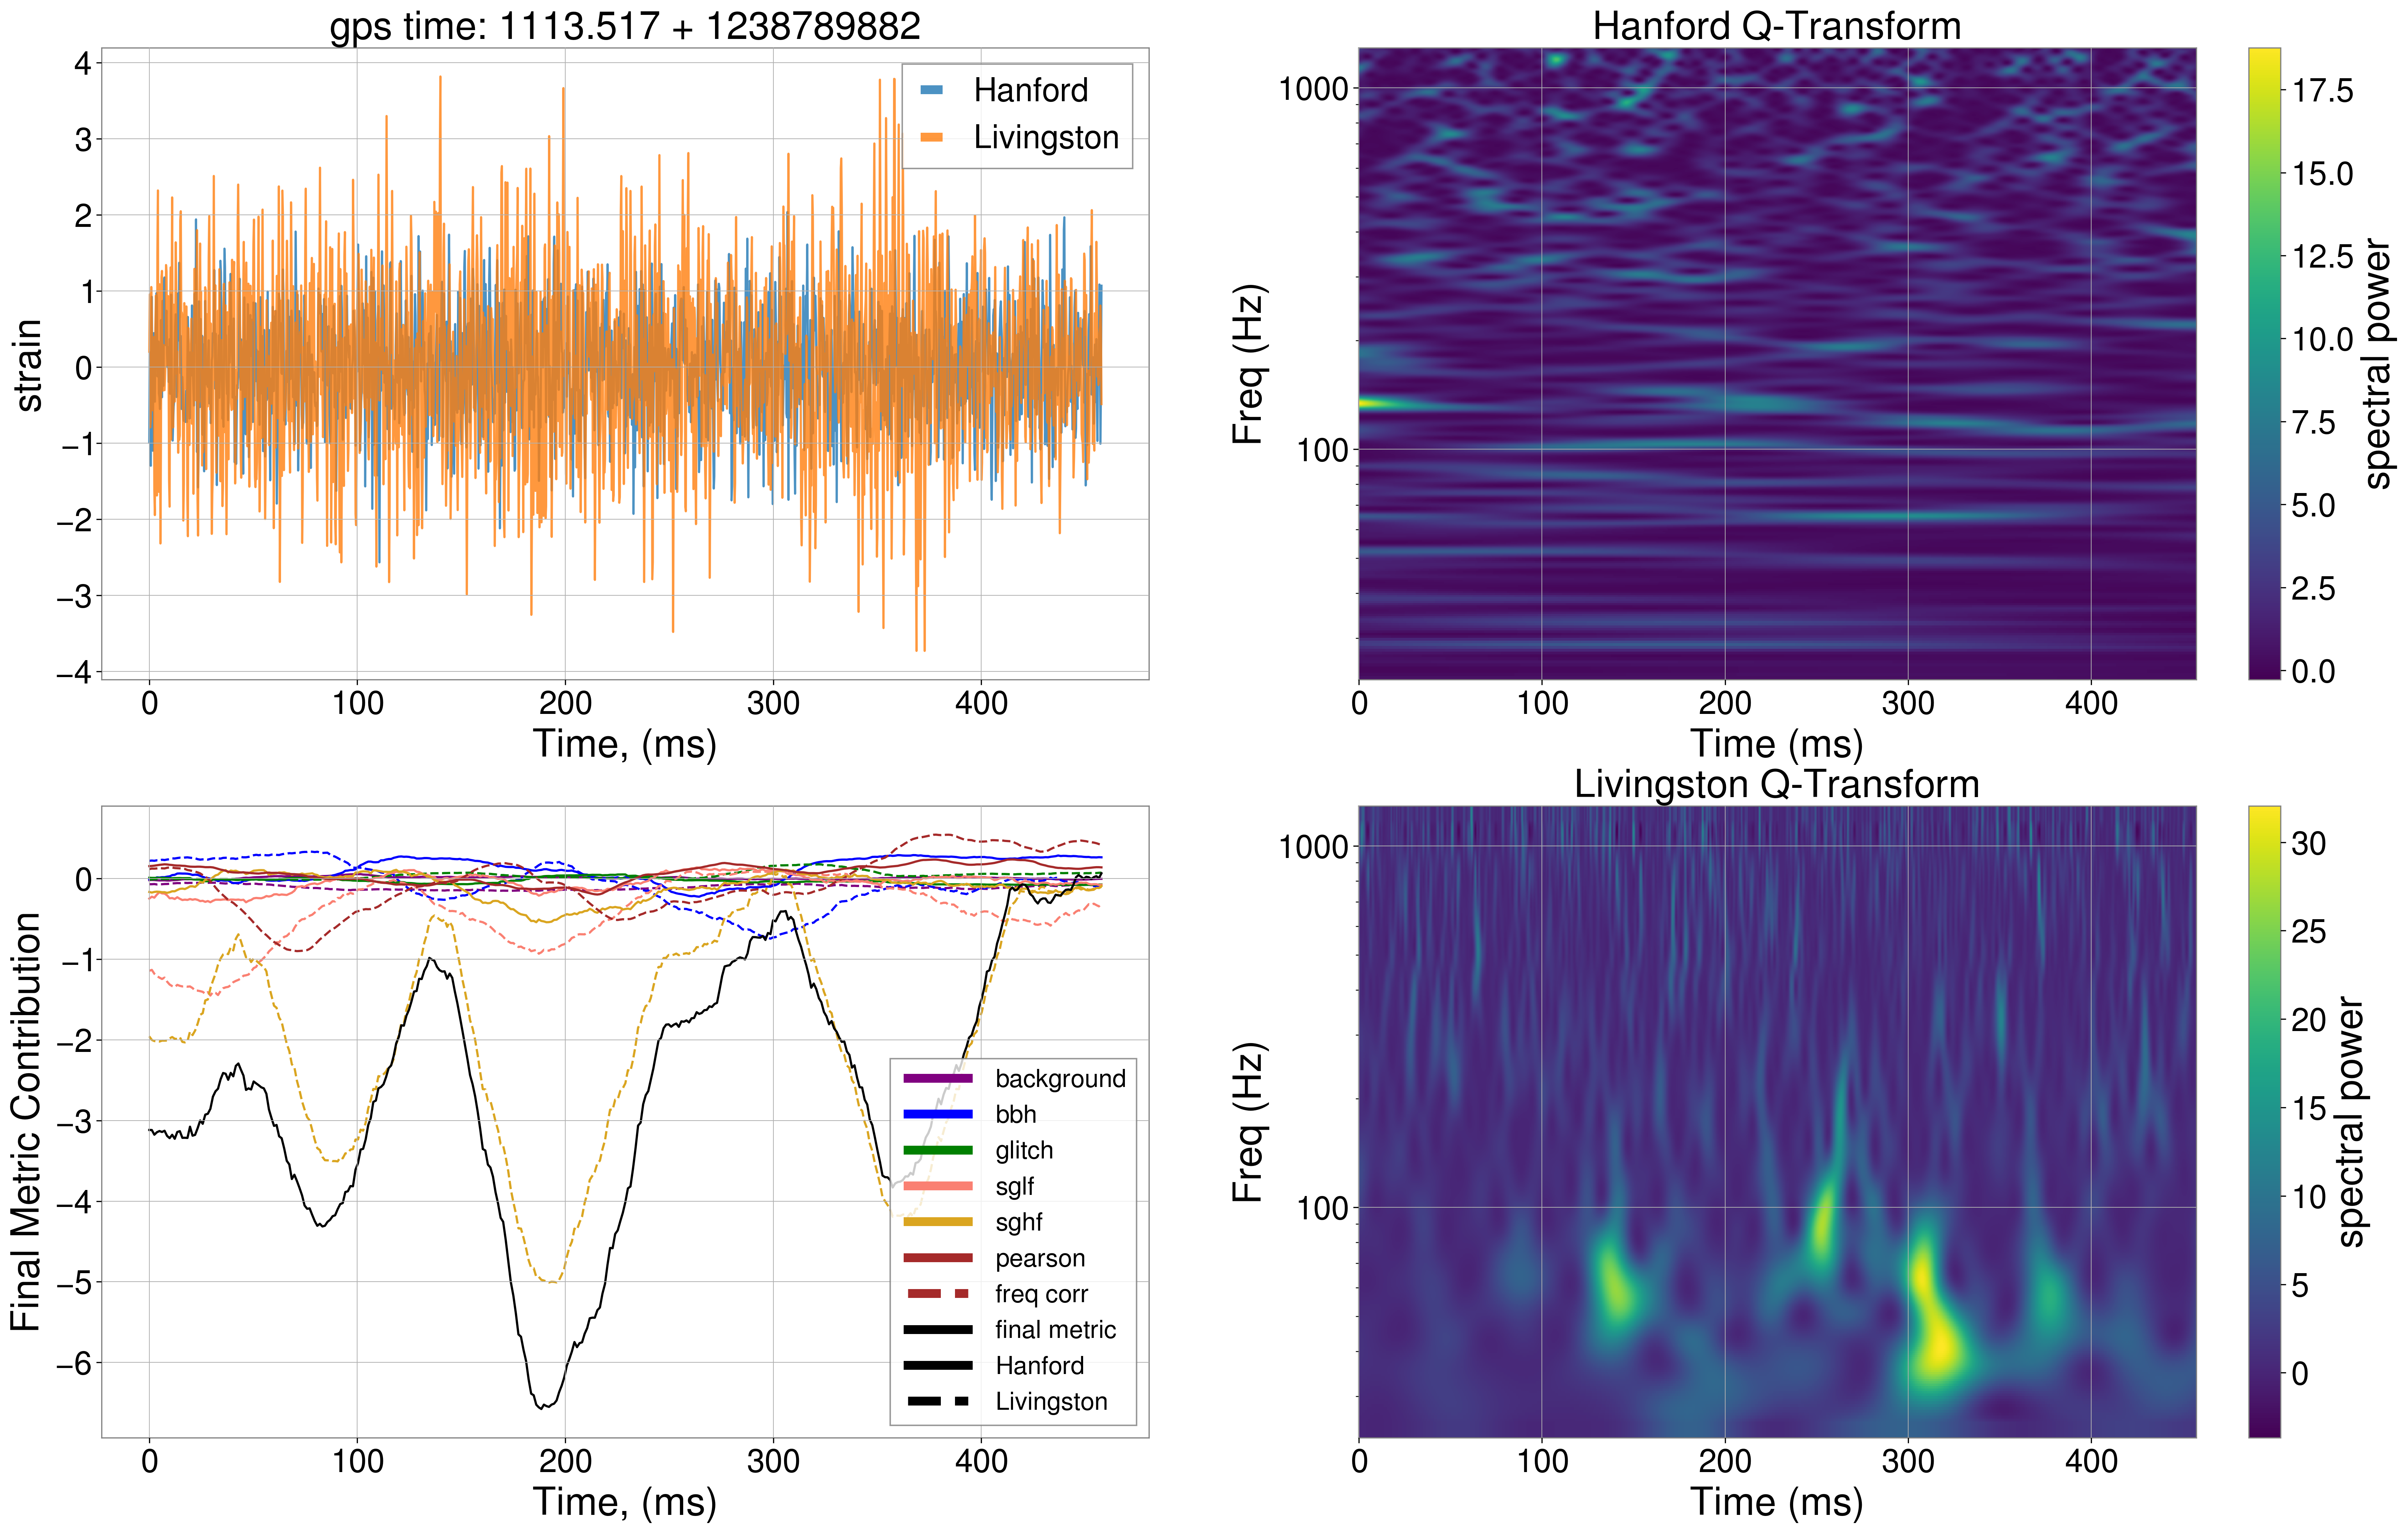 gps time: 1113.517 + 1238789882
4
3
2
1
0
−1
−2
−3
−4
strain
0 100 200 300 400
Time, (ms)
Hanford
Livingston
Hanford Q-Transform
1000
100
Freq (Hz)
0 100 200 300 400
Time (ms)
17.5
15.0
12.5
10.0
7.5
5.0
2.5
0.0
spectral power
0
−1
−2
−3
−4
−5
−6
Final Metric Contribution
0 100 200 300 400
Time, (ms)
background
bbh
glitch
sglf
sghf
pearson
freq corr
final metric
Hanford
Livingston
Livingston Q-Transform
1000
100
Freq (Hz)
0 100 200 300 400
Time (ms)
30
25
20
15
10
5
0
spectral power